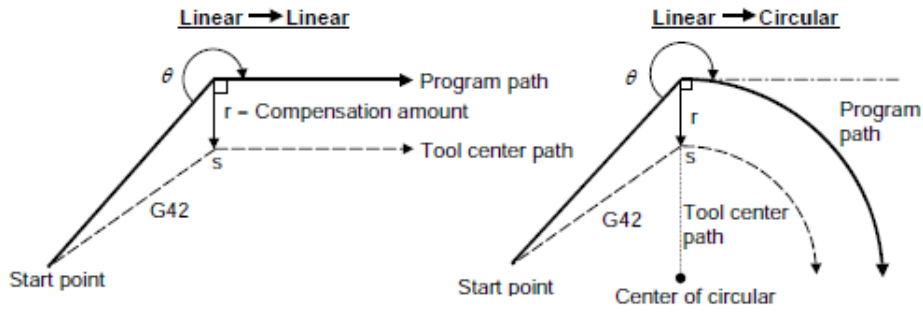 Linear → Linear
θ
Program path
r = Compensation amount
s
Tool center path
G42
Start point
Linear → Circular
θ
Program
path
r
s
G42
Tool center
path
Start point
Center of circular